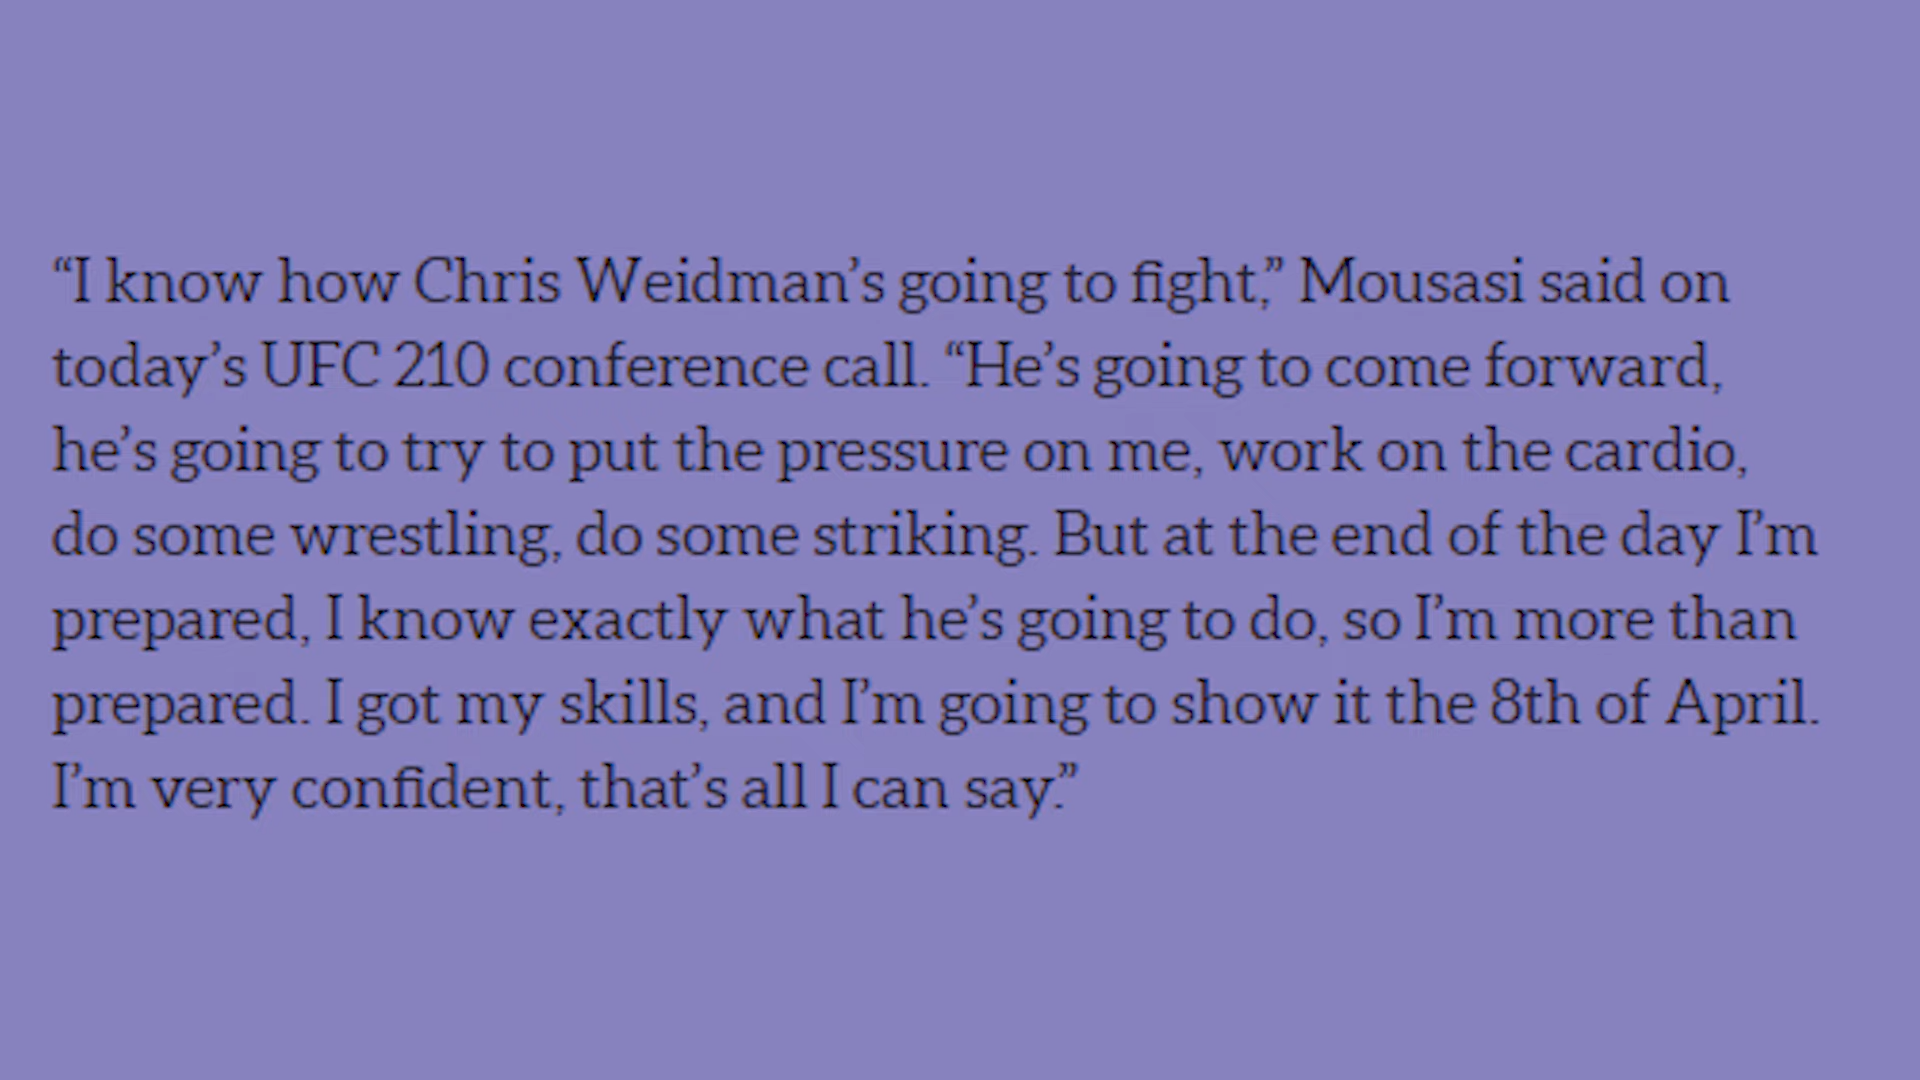 “I know how Chris Weidman’s going to fight,” Mousasi said on
today’s UFC 210 conference call. “He’s going to come forward,
he’s going to try to put the pressure on me, work on the cardio,
do some wrestling, do some striking. But at the end of the day I’m
prepared, I know exactly what he’s going to do, so I’m more than
prepared. I got my skills, and I’m going to show it the 8th of April.
I’m very confident, that’s all I can say.”